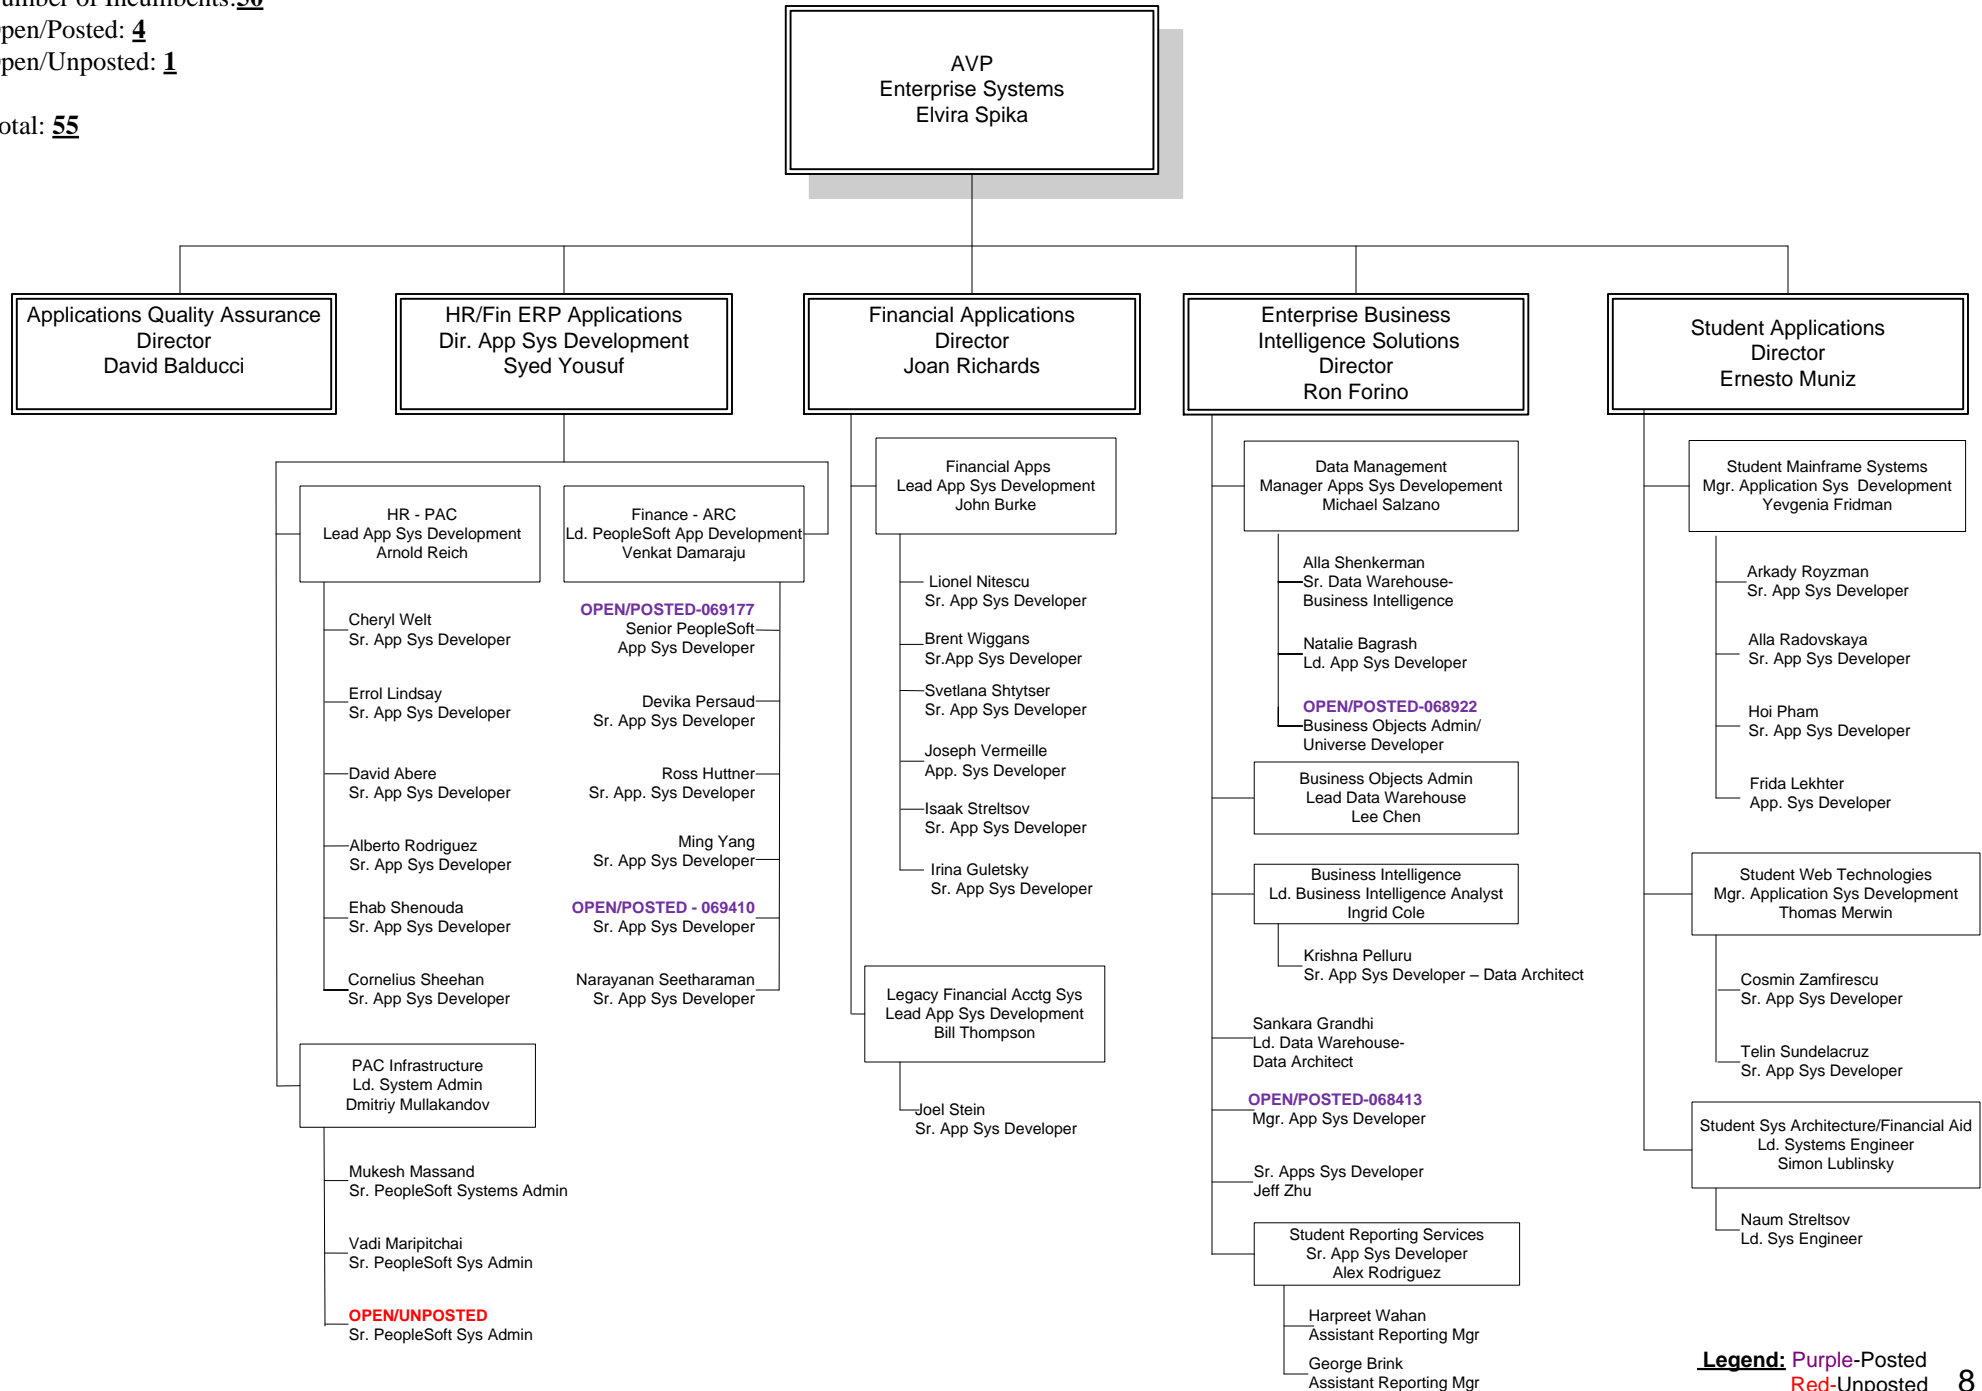 Incumbents:50
Open/Posted: 4
Open/Unposted: 1
Total: 55
AVP
Enterprise Systems
Elvira Spika
Applications Quality Assurance
Director
David Balducci
HR/Fin ERP Applications
Dir. App Sys Development
Syed Yousuf
Financial Applications
Director
Joan Richards
Enterprise Business
Intelligence Solutions
Director
Ron Forino
Student Applications
Director
Ernesto Muniz
HR - PAC
Lead App Sys Development
Arnold Reich
Cheryl Welt
Sr. App Sys Developer
Errol Lindsay
Sr. App Sys Developer
David Abere
Sr. App Sys Developer
Alberto Rodriguez
Sr. App Sys Developer
Ehab Shenouda
Sr. App Sys Developer
Cornelius Sheehan
Sr. App Sys Developer
PAC Infrastructure
Ld. System Admin
Dmitriy Mullakandov
Mukesh Massand
Sr. PeopleSoft Systems Admin
Vadi Maripitchai
Sr. PeopleSoft Sys Admin
OPEN/UNPOSTED
Sr. PeopleSoft Sys Admin
Finance - ARC
Ld. PeopleSoft App Development
Venkat Damaraju
OPEN/POSTED-069177
Senior PeopleSoft
App Sys Developer
Devika Persaud
Sr. App Sys Developer
Ross Huttner
Sr. App. Sys Developer
Ming Yang
Sr. App Sys Developer
OPEN/POSTED - 069410
Sr. App Sys Developer
Narayanan Seetharaman
Sr. App Sys Developer
Financial Apps
Lead App Sys Development
John Burke
Lionel Nitescu
Sr. App Sys Developer
Brent Wiggans
Sr.App Sys Developer
Svetlana Shtytser
Sr. App Sys Developer
Joseph Vermeille
App. Sys Developer
Isaak Streltsov
Sr. App Sys Developer
Irina Guletsky
Sr. App Sys Developer
Legacy Financial Acctg Sys
Lead App Sys Development
Bill Thompson
Joel Stein
Sr. App Sys Developer
Data Management
Manager Apps Sys Developement
Michael Salzano
Alla Shenkerman
Sr. Data Warehouse-
Business Intelligence
Natalie Bagrash
Ld. App Sys Developer
OPEN/POSTED-068922
Business Objects Admin/
Universe Developer
Business Objects Admin
Lead Data Warehouse
Lee Chen
Business Intelligence
Ld. Business Intelligence Analyst
Ingrid Cole
Krishna Pelluru
Sr. App Sys Developer – Data Architect
Sankara Grandhi
Ld. Data Warehouse-
Data Architect
OPEN/POSTED-068413
Mgr. App Sys Developer
Sr. Apps Sys Developer
Jeff Zhu
Student Reporting Services
Sr. App Sys Developer
Alex Rodriguez
Harpreet Wahan
Assistant Reporting Mgr
George Brink
Assistant Reporting Mgr
Student Mainframe Systems
Mgr. Application Sys Development
Yevgenia Fridman
Arkady Royzman
Sr. App Sys Developer
Alla Radovskaya
Sr. App Sys Developer
Hoi Pham
Sr. App Sys Developer
Frida Lekhter
App. Sys Developer
Student Web Technologies
Mgr. Application Sys Development
Thomas Merwin
Cosmin Zamfirescu
Sr. App Sys Developer
Telin Sundelacruz
Sr. App Sys Developer
Student Sys Architecture/Financial Aid
Ld. Systems Engineer
Simon Lublinsky
Naum Streltsov
Ld. Sys Engineer
Legend: Purple-Posted
Red-Unposted
8